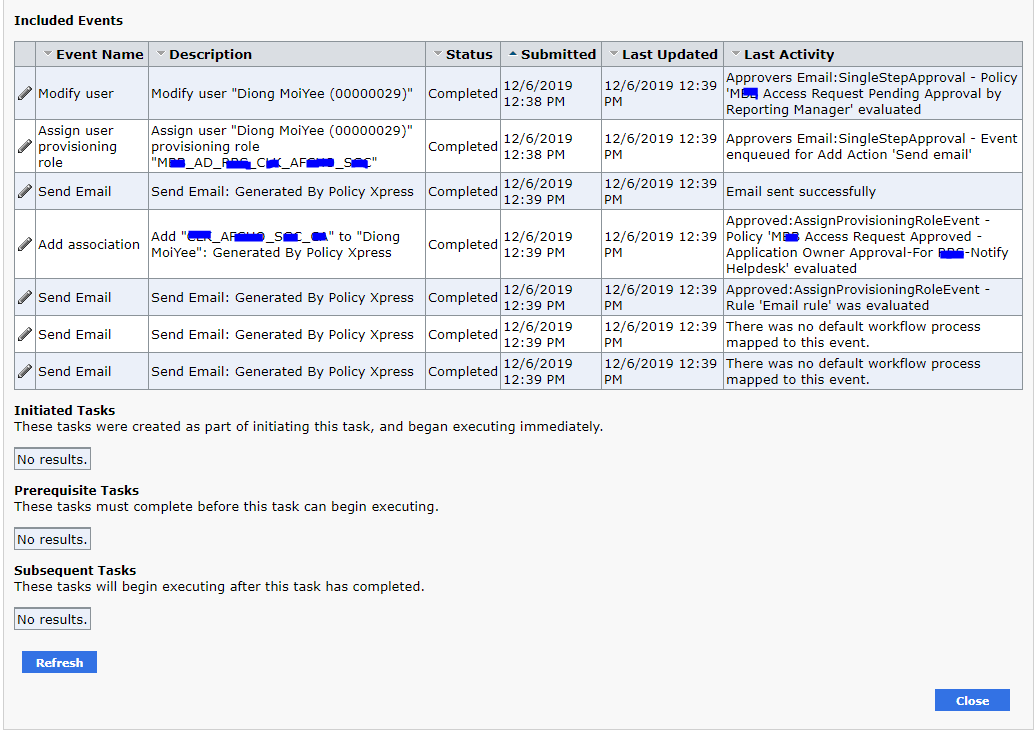 Included Events
Event Name Description Status Submitted Last Updated Last Activity
Modify user Modify user "Diong MoiYee (00000029)" Completed 12/6/2019 12:38 PM 12/6/2019 12:39 PM Approvers Email:SingleStepApproval - Policy
Access Request Pending Approval by
Reporting Manager' evaluated
Assign user provisioning role Assign user "Diong MoiYee (00000029)" provisioning role Completed 12/6/2019 12:38 PM 12/6/2019 12:39 PM Approvers Email:SingleStepApproval - Event
enqueued for Add Action 'Send email'
Send Email Send Email: Generated By Policy Xpress Completed 12/6/2019 12:39 PM 12/6/2019 12:39 PM Email sent successfully
Add association Add to "Diong MoiYee": Generated By Policy Xpress Completed 12/6/2019 12:39 PM 12/6/2019 12:39 PM Approved:AssignProvisioningRoleEvent -
Policy Access Request Approved -
Application Owner Approval-For -Notify
Helpdesk' evaluated
Send Email Send Email: Generated By Policy Xpress Completed 12/6/2019 12:39 PM 12/6/2019 12:39 PM Approved:AssignProvisioningRoleEvent -
Rule 'Email rule' was evaluated
Send Email Send Email: Generated By Policy Xpress Completed 12/6/2019 12:39 PM 12/6/2019 12:39 PM There was no default workflow process
mapped to this event.
Send Email Send Email: Generated By Policy Xpress Completed 12/6/2019 12:39 PM 12/6/2019 12:39 PM There was no default workflow process
mapped to this event.
Initiated Tasks
These tasks were created as part of initiating this task, and began executing immediately.
No results.
Prerequisite Tasks
These tasks must complete before this task can begin executing.
No results.
Subsequent Tasks
These tasks will begin executing after this task has completed.
No results.
Refresh
Close